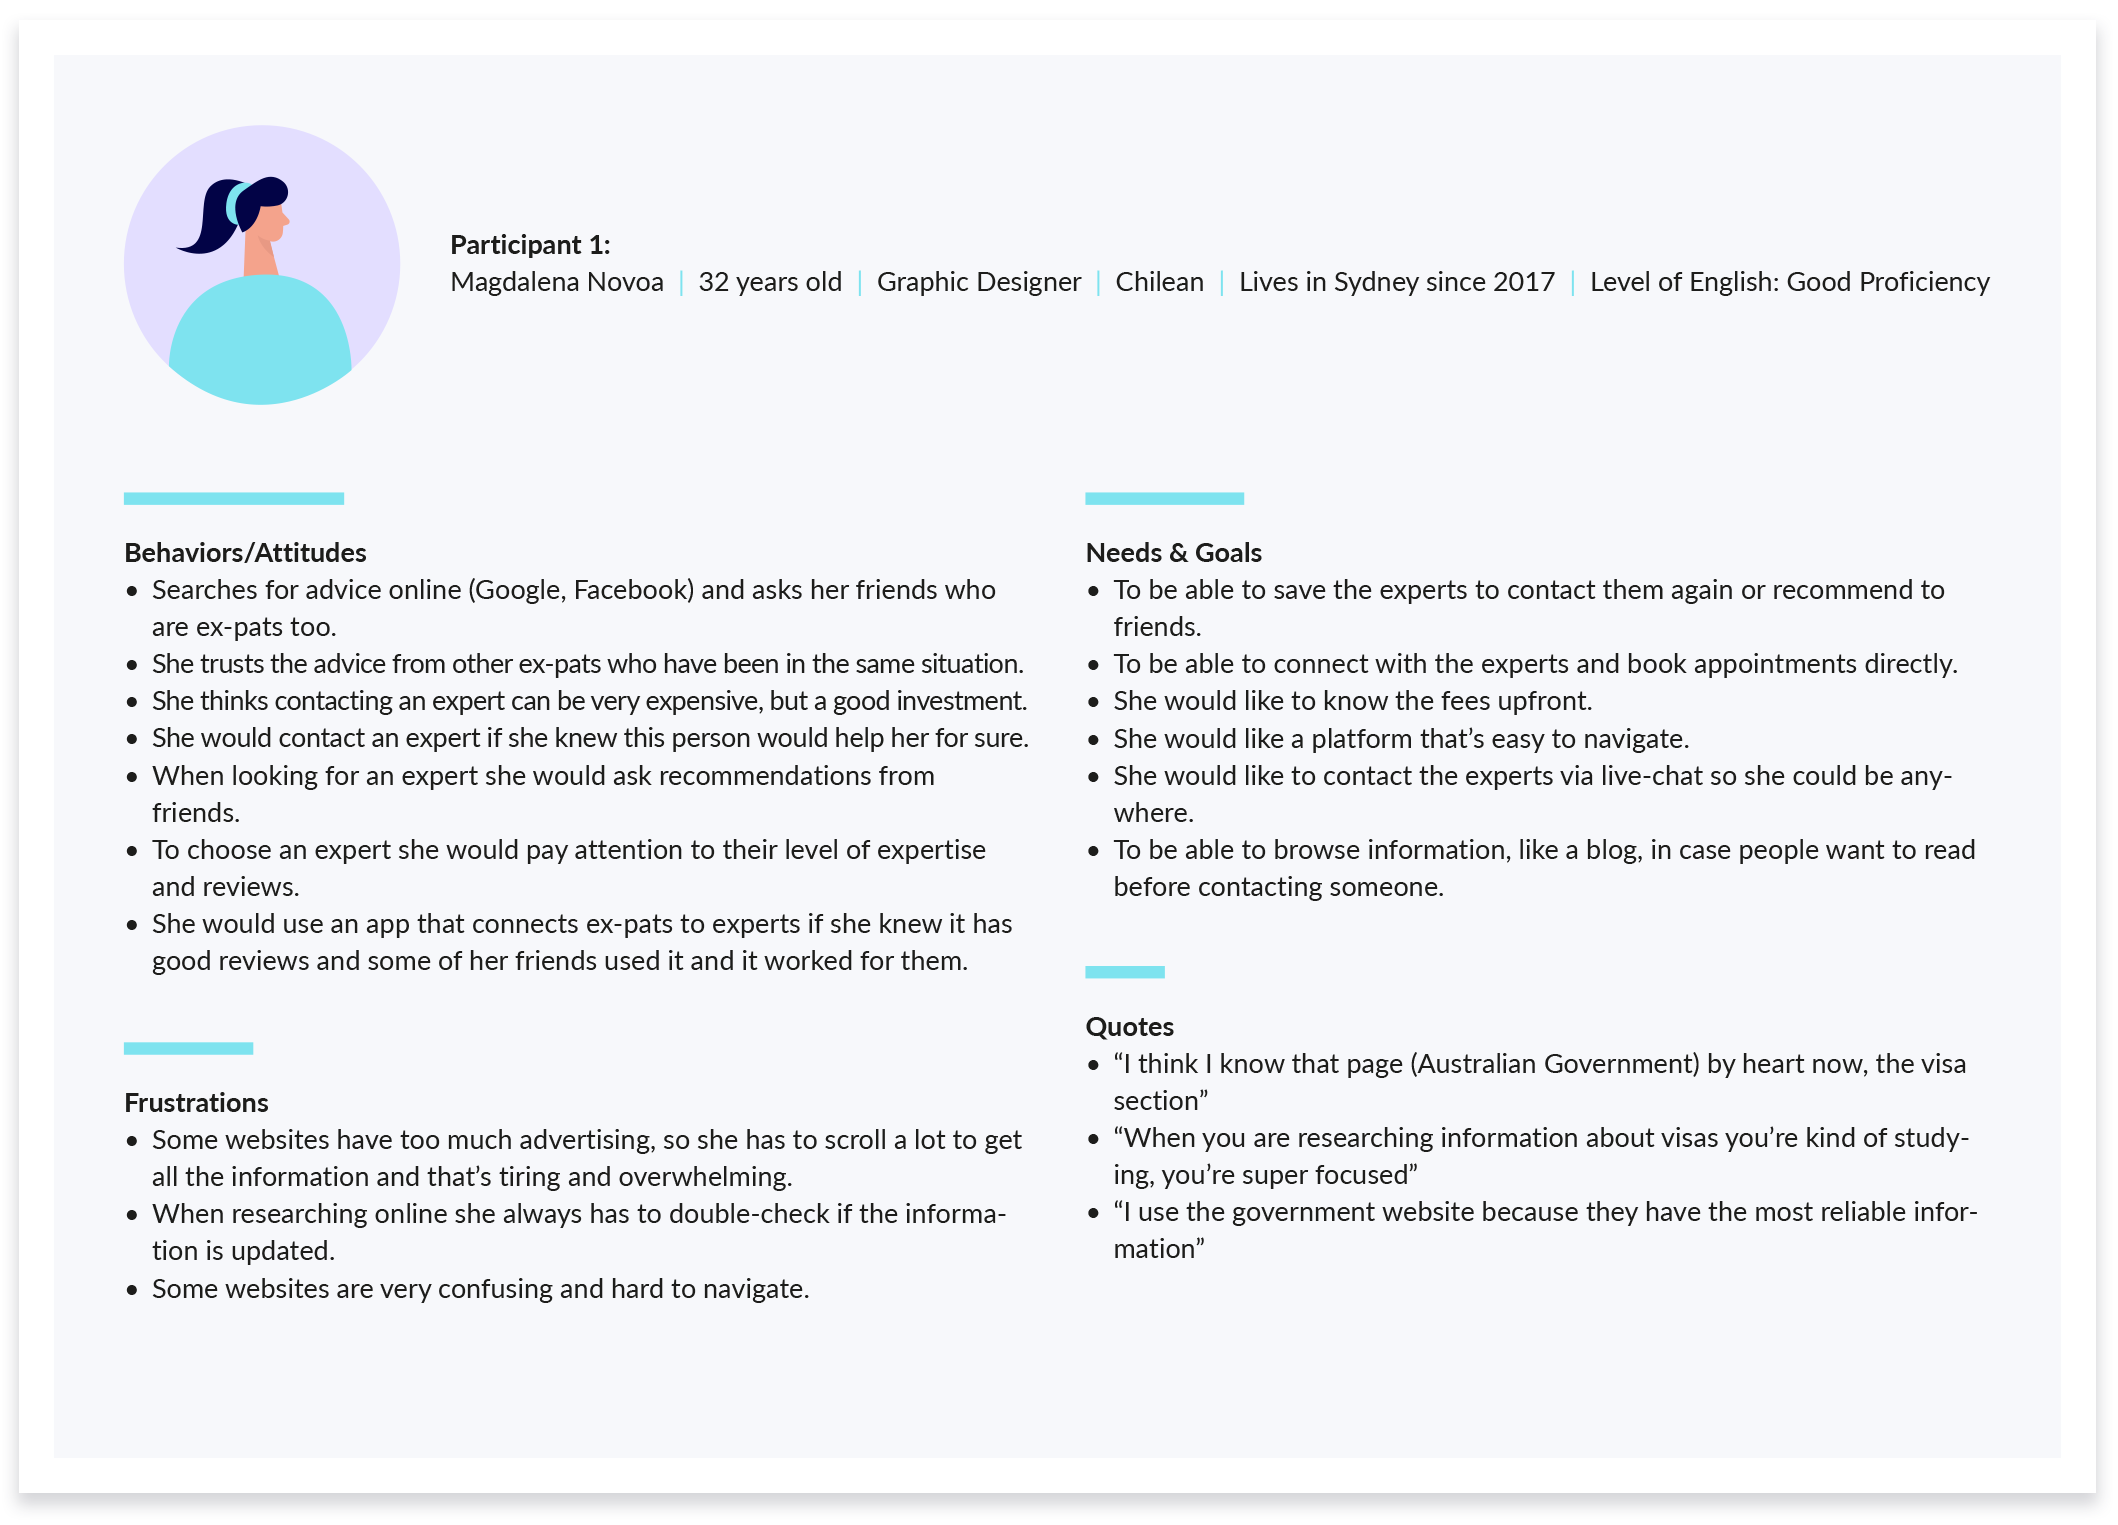 Participant 1:
Magdalena Novoa | 32 years old | Graphic Designer | Chilean | Lives in Sydney since 2017 | Level of English: Good Proficiency
Behaviors/Attitudes
• Searches for advice online (Google, Facebook) and asks her friends who
are ex-pats too.
• She trusts the advice from other ex-pats who have been in the same situation.
• She thinks contacting an expert can be very expensive, but a good investment.
• She would contact an expert if she knew this person would help her for sure.
• When looking for an expert she would ask recommendations from
friends.
• To choose an expert she would pay attention to their level of expertise
and reviews.
• She would use an app that connects ex-pats to experts if she knew it has
good reviews and some of her friends used it and it worked for them.
Frustrations
• Some websites have too much advertising, so she has to scroll a lot to get
all the information and that’s tiring and overwhelming.
• When researching online she always has to double-check if the informa-
tion is updated.
• Some websites are very confusing and hard to navigate.
Needs & Goals
• To be able to save the experts to contact them again or recommend to
friends.
• To be able to connect with the experts and book appointments directly.
• She would like to know the fees upfront.
• She would like a platform that’s easy to navigate.
• She would like to contact the experts via live-chat so she could be any-
where.
• To be able to browse information, like a blog, in case people want to read
before contacting someone.
Quotes
• “I think I know that page (Australian Government) by heart now, the visa
section”
• “When you are researching information about visas you’re kind of study-
ing, you’re super focused”
• “I use the government website because they have the most reliable infor-
mation”